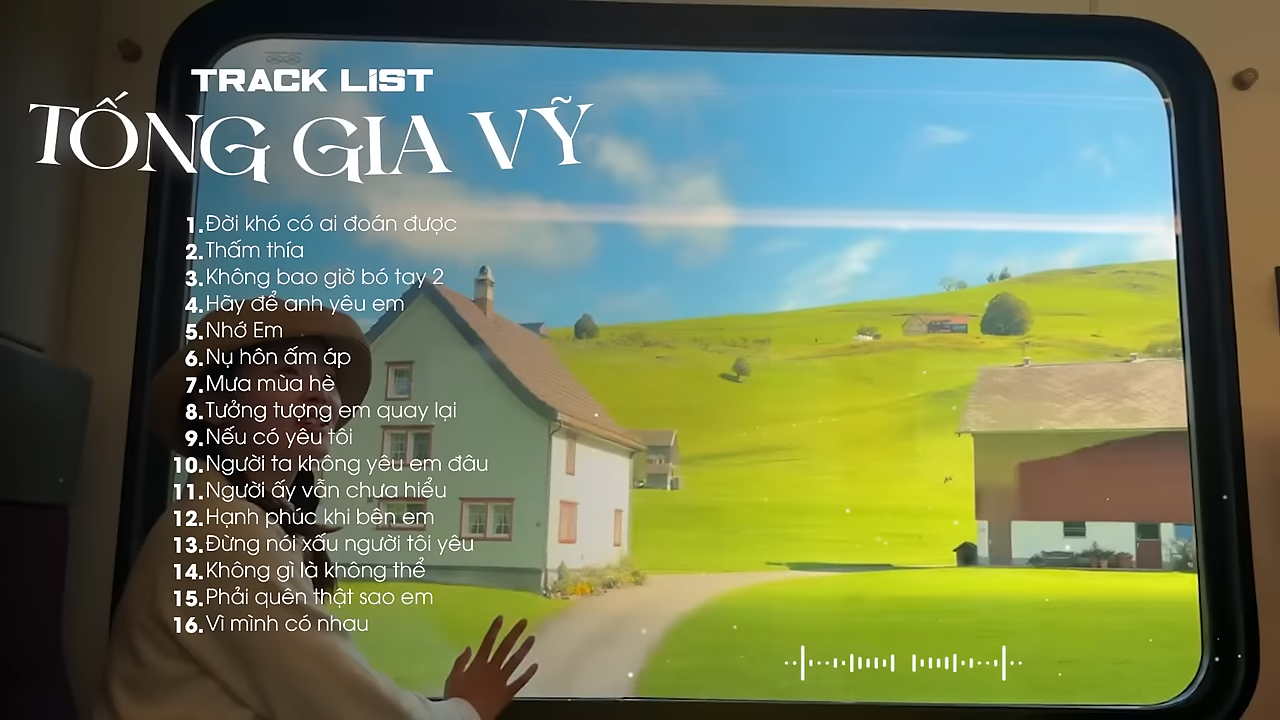 TRACK LIST
TỐNG GIA VỸ
1. Đời khó có ai đoán được
2. Thấm thía
3. Không bao giờ bó tay 2
4. Hãy để anh yêu em
5. Nhớ Em
6. Nụ hôn ấm áp
7. Mưa mùa hè
8. Tưởng tượng em quay lại
9. Nếu có yêu tôi
10. Người ta không yêu em đâu
11. Người ấy vẫn chưa hiểu
12. Hạnh phúc khi bên em
13. Đừng nói xấu người tôi yêu
14. Không gì là không thể
15. Phải quên thật sao em
16. Vì mình có nhau